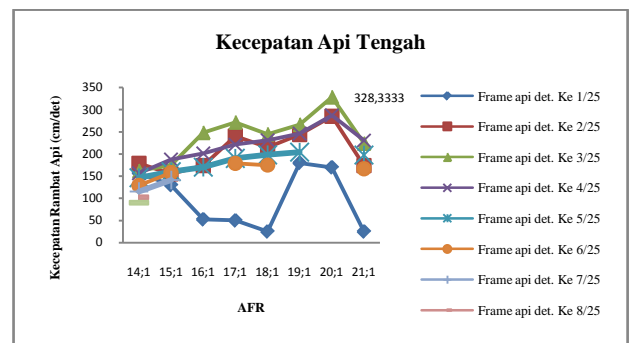 Kecepatan Api Tengah
Kecepatan Rambat Api (cm/det)
350
300
250
200
150
100
50
0
328,3333
14;1 15;1 16;1 17;1 18;1 19;1 20;1 21;1
AFR
Frame api det. Ke 1/25
Frame api det. Ke 2/25
Frame api det. Ke 3/25
Frame api det. Ke 4/25
Frame api det. Ke 5/25
Frame api det. Ke 6/25
Frame api det. Ke 7/25
Frame api det. Ke 8/25